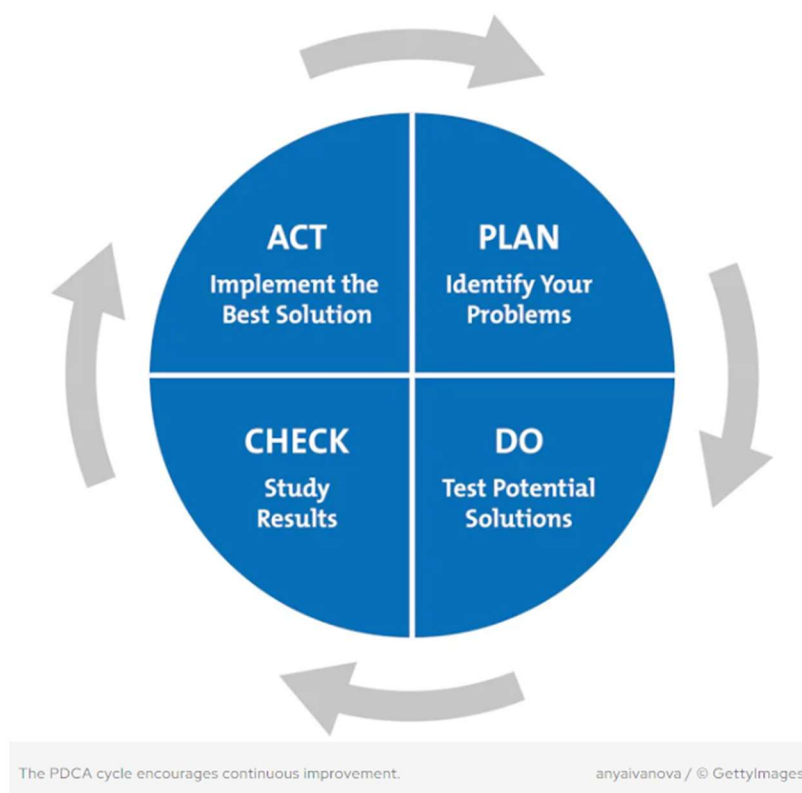 ACT
Implement the
Best Solution
PLAN
Identify Your
Problems
CHECK
Study
Results
DO
Test Potential
Solutions
The PDCA cycle encourages continuous improvement.
anyaivanova / © GettyImages